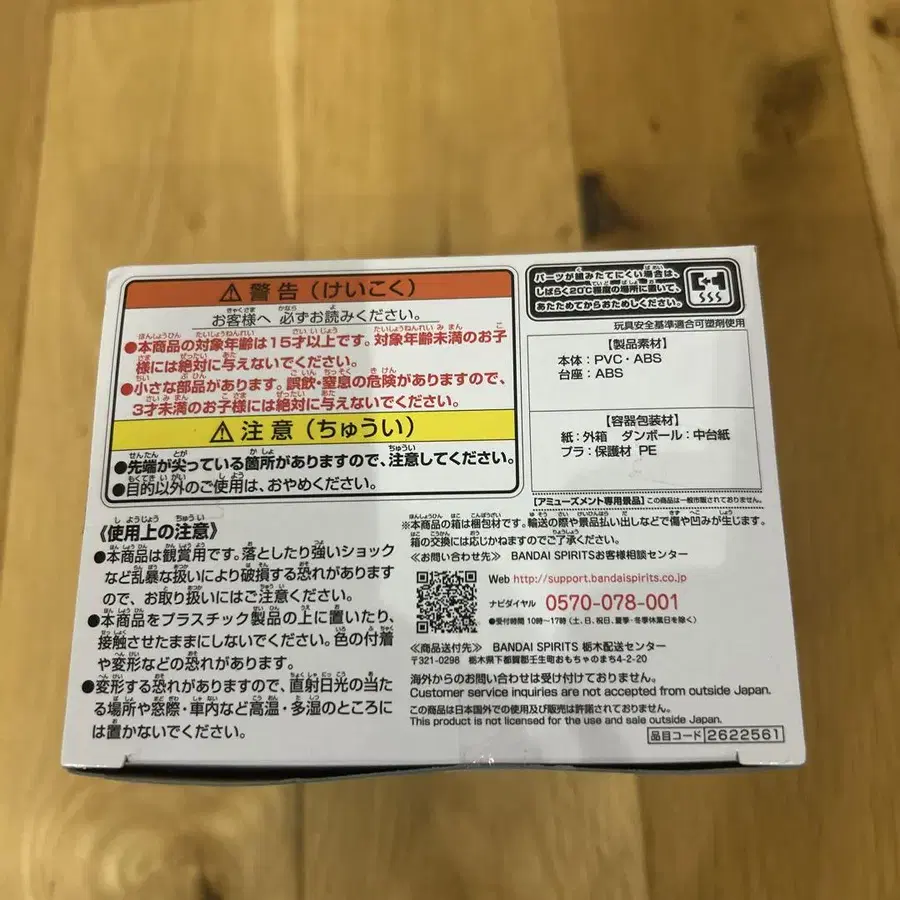 ⚠ 警告（けいこく）
お客様へ 必ずお読みください。
●本商品の対象年齢は15才以上です。対象年齢未満のお子
様には絶対に与えないでください。
●小さな部品があります。誤飲・窒息の危険がありますので、
3才未満のお子様には絶対に与えないでください。
⚠ 注意（ちゅうい）
●先端が尖っている箇所がありますので、注意してください。
●目的以外のご使用は、おやめください。
《使用上の注意》
●本商品は観賞用です。落としたり強いショック
など乱暴な扱いにより破損する恐れがあります
ので、お取り扱いにはご注意ください。
●本商品をプラスチック製品の上に置いたり、
接触させたままにしないでください。色の付着
や変形などの恐れがあります。
●変形する恐れがありますので、直射日光の当た
る場所や窓際・車内など高温・多湿のところに
は置かないでください。
パーツが組みたてにくい場合は、
しばらく20℃程度の場所に置いて、
あたためてからおためしください。
玩具安全基準適合可塑剤使用
【製品素材】
本体：PVC・ABS
台座：ABS
【容器包装材】
紙：外箱 ダンボール：中台紙
プラ：保護材 PE
【アミューズメント専用景品】この商品は一般市販されておりません。
※本商品の箱は梱包材です。輸送の際や景品払い出しなどで傷や凹みが生じます。
箱の交換には応じかねますのでご了承ください。
≪お問い合わせ先≫ BANDAI SPIRITSお客様相談センター
Web http://support.bandaispirits.co.jp
ナビダイヤル 0570-078-001
●受付時間 10時～17時（土、日、祝日、夏季・冬季休業日を除く）
≪商品送付先≫ BANDAI SPIRITS 栃木配送センター
〒321-0298 栃木県下都賀郡壬生町おもちゃのまち4-2-20
海外からのお問い合わせは受け付けておりません。
Customer service inquiries are not accepted from outside Japan.
この商品は日本国外での使用及び販売は許諾されておりません。
This product is not licensed for the use and sale outside Japan.
品目コード 2622561